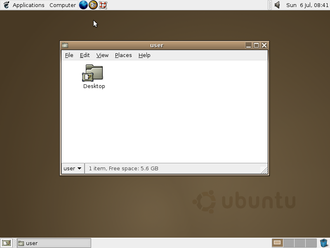 Applications Computer
Sun 6 Jul, 08:41
user
File Edit View Places Help
Desktop
user
1 item, Free space: 5.8 GB
ubuntu
user